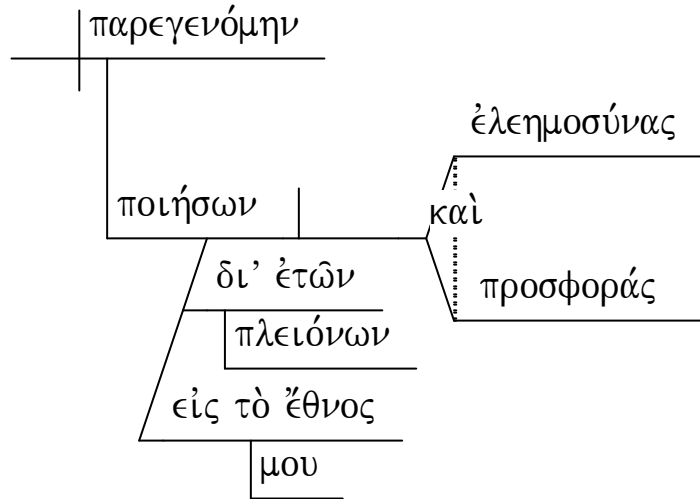 παρεγενόμην
ἐλεημοσύνας
ποιήσων
καὶ
δι’ ἐτῶν
προσφοράς
πλειόνων
εἰς τὸ ἔθνος
μου